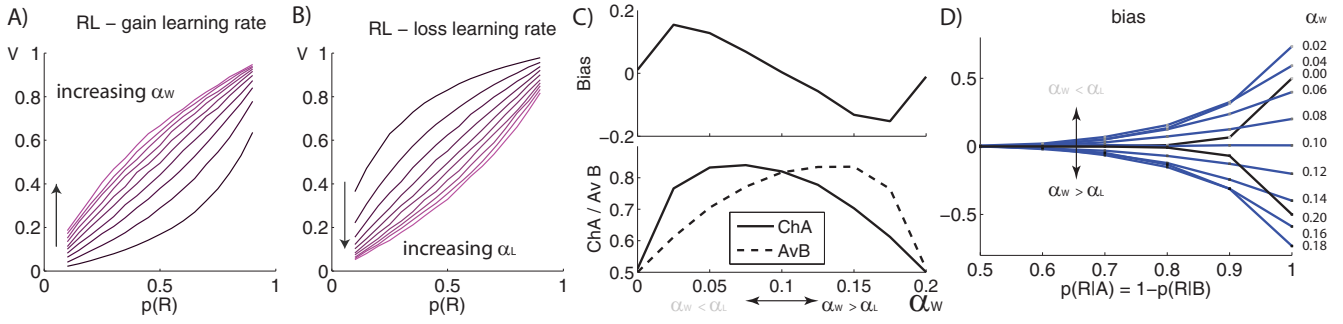 A)
RL – gain learning rate
V
1
0.8
0.6
0.4
0.2
0
increasing αW
0
0.5
1
p(R)
B)
RL – loss learning rate
V
1
0.8
0.6
0.4
0.2
0
increasing αL
0
0.5
1
p(R)
C)
0.2
0
−0.2
Bias
0.8
0.7
0.6
0.5
ChA / Av B
ChA
AvB
0
0.05
0.1
0.15
0.2
αW < αL
αW > αL
αW
D)
bias
αW
0.5
0
−0.5
αW < αL
αW > αL
0.02
0.04
0.00
0.06
0.08
0.10
0.12
0.14
0.20
0.16
0.18
0.5
0.6
0.7
0.8
0.9
1
p(R|A) = 1−p(R|B)